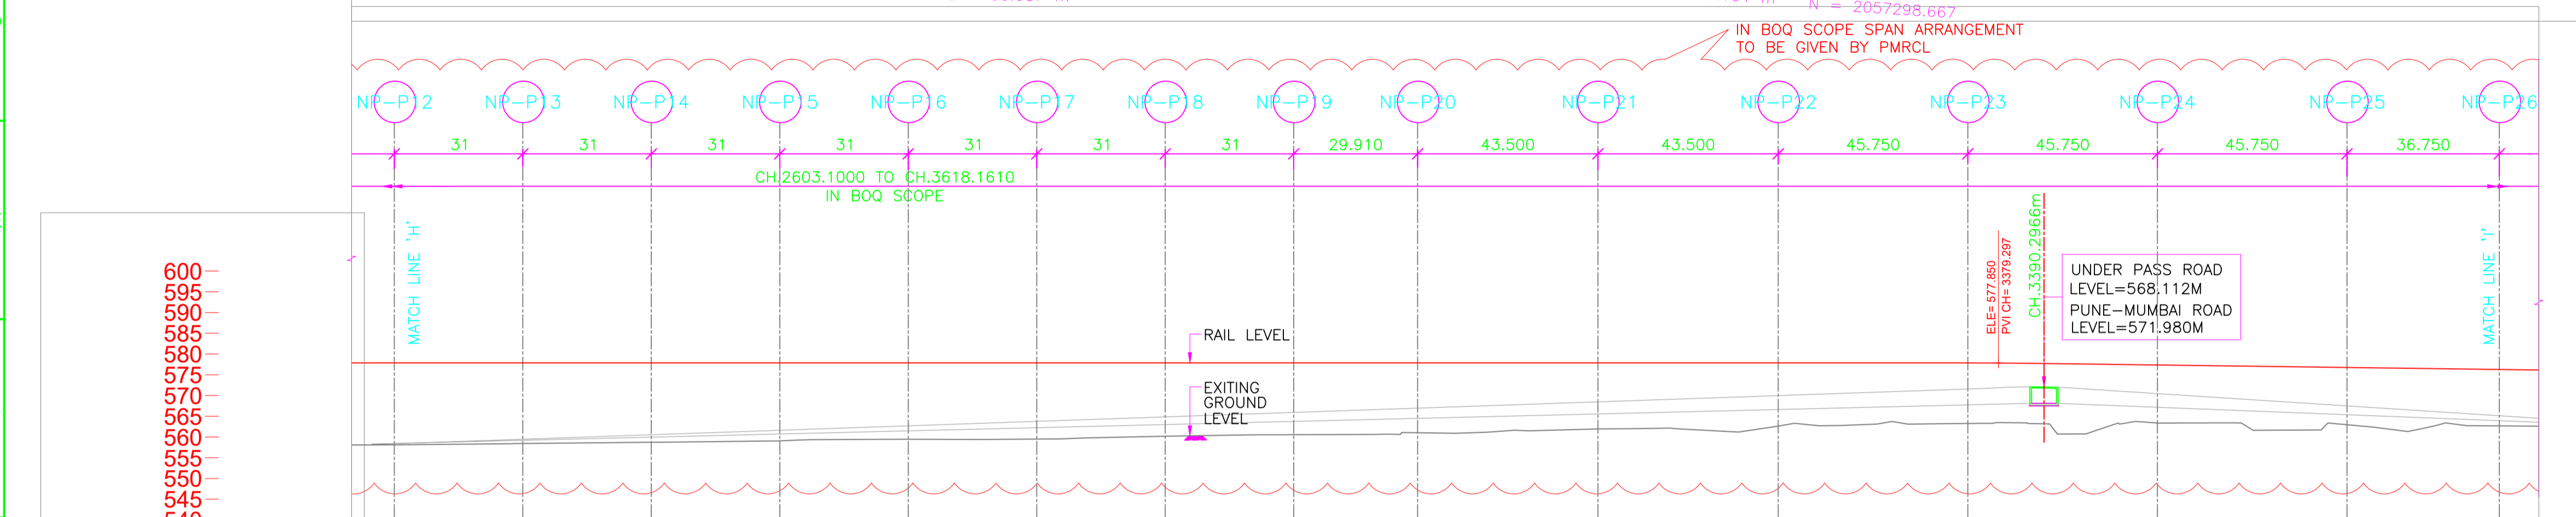 N = 2057298.667
IN BOQ SCOPE SPAN ARRANGEMENT
TO BE GIVEN BY PMRCL
NP-P12 NP-P13 NP-P14 NP-P15 NP-P16 NP-P17 NP-P18 NP-P19 NP-P20 NP-P21 NP-P22 NP-P23 NP-P24 NP-P25 NP-P26
31 31 31 31 31 31 31 29.910 43.500 43.500 45.750 45.750 45.750 36.750
CH.2603.1000 TO CH.3618.1610
IN BOQ SCOPE
MATCH LINE 'H'
600
595
590
585
580
575
570
565
560
555
550
545
RAIL LEVEL
EXITING
GROUND
LEVEL
ELE= 577.850
PVI CH= 3379.297
CH.3390.2966m
UNDER PASS ROAD
LEVEL=568.112M
PUNE-MUMBAI ROAD
LEVEL=571.980M
MATCH LINE 'I'